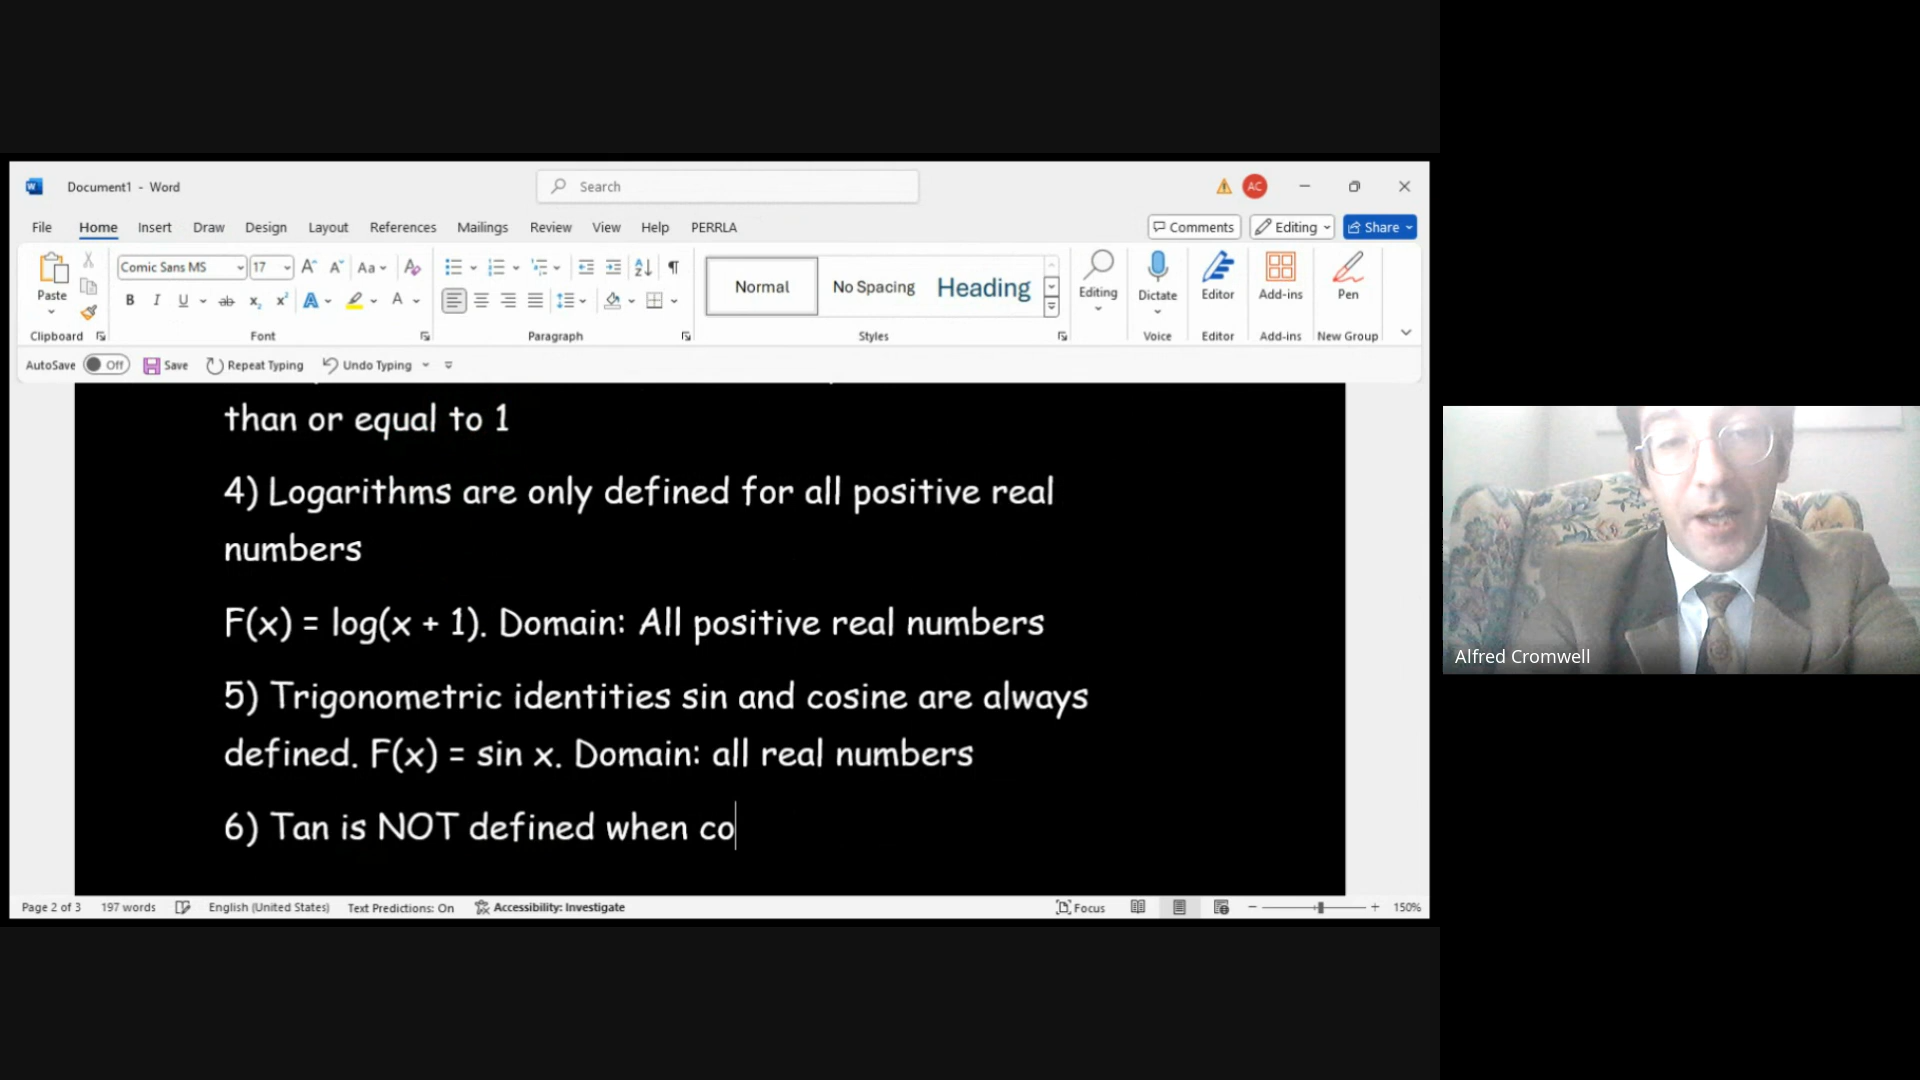 Document1 - Word
Search
AC
File Home Insert Draw Design Layout References Mailings Review View Help PERRLA
Comments Editing Share
Paste
Comic Sans MS 17 Aa
B I U ab x₂ x² A A
Normal No Spacing Heading
Editing Dictate Editor Add-ins Pen
Clipboard Font Paragraph Styles Voice Editor Add-ins New Group
AutoSave Off Save Repeat Typing Undo Typing
than or equal to 1
4) Logarithms are only defined for all positive real
numbers
F(x) = log(x + 1). Domain: All positive real numbers
5) Trigonometric identities sin and cosine are always
defined. F(x) = sin x. Domain: all real numbers
6) Tan is NOT defined when co
Page 2 of 3 197 words English (United States) Text Predictions: On Accessibility: Investigate Focus 150%
Alfred Cromwell